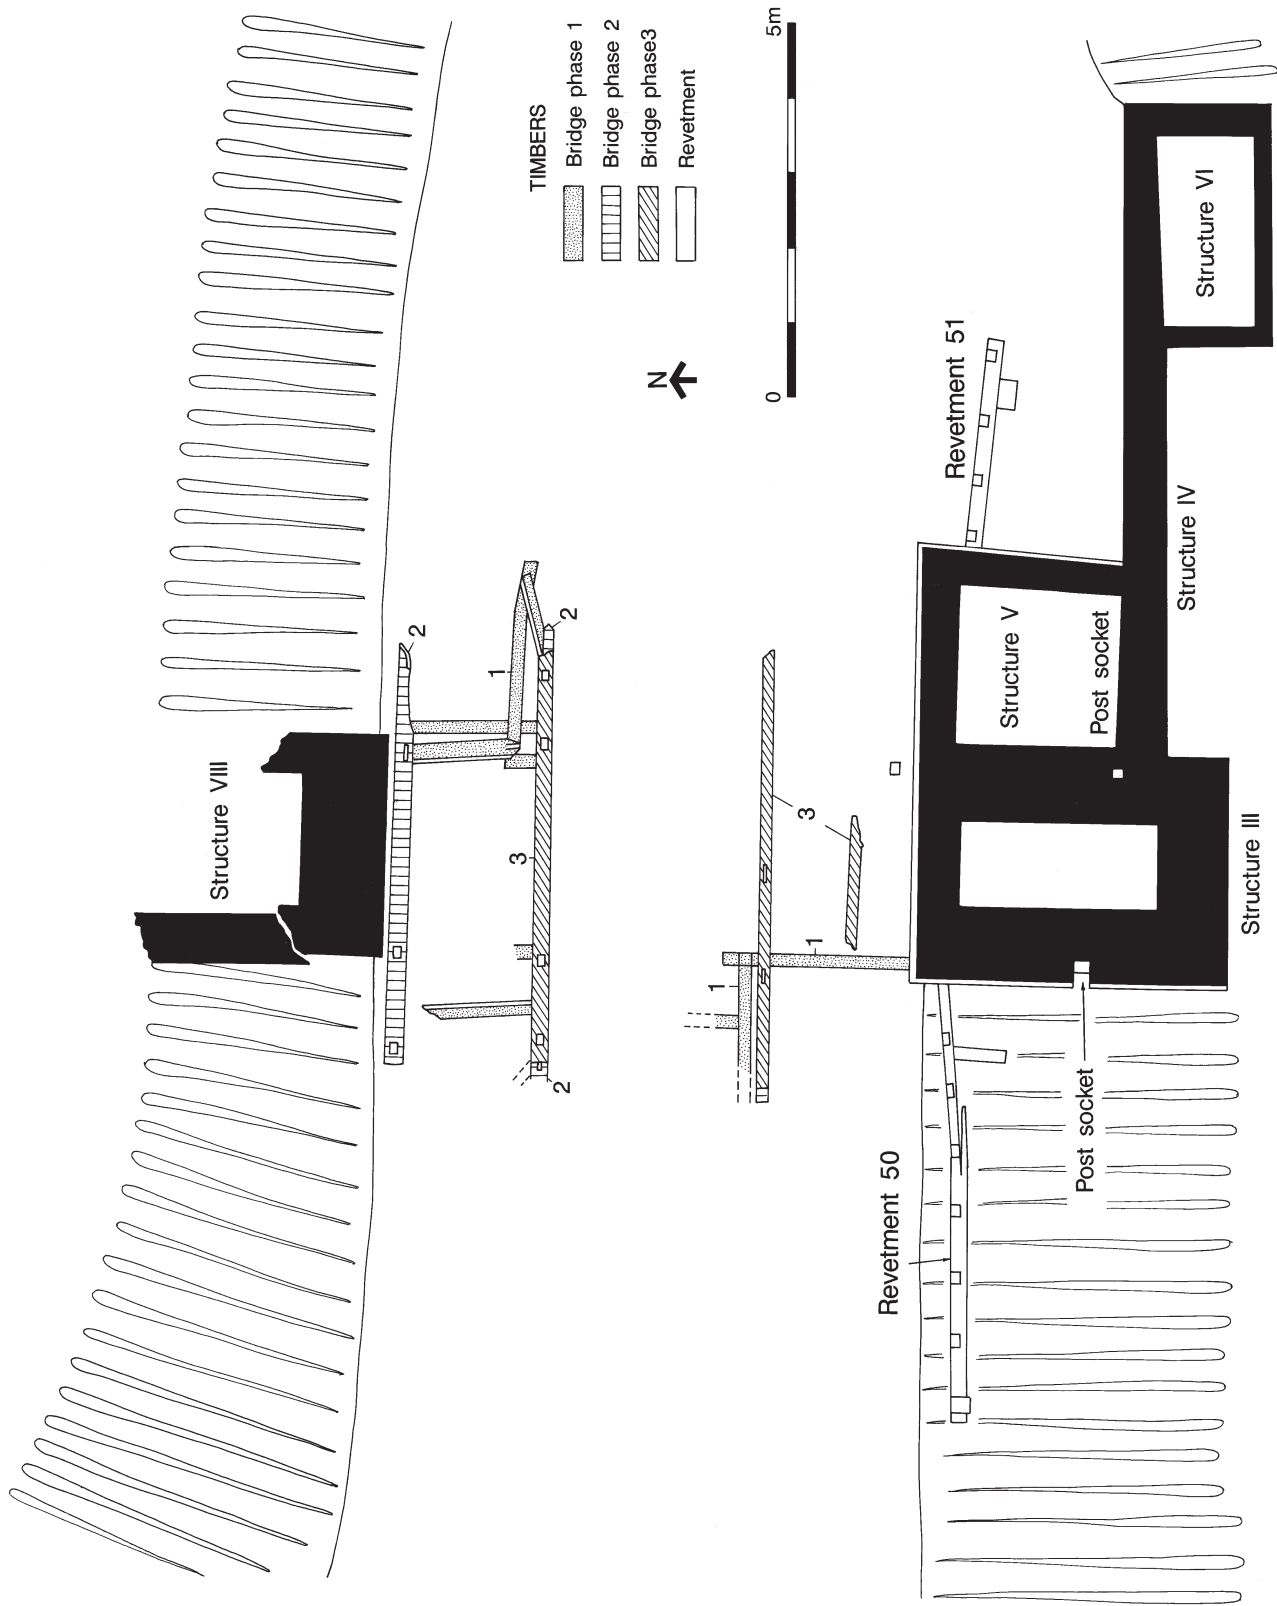 Structure VIII
TIMBERS
Bridge phase 1
Bridge phase 2
Bridge phase3
Revetment
N
0
5m
2
1
2
3
2
3
1
1
Revetment 51
Structure V
Post socket
Structure IV
Structure VI
Structure III
Post socket
Revetment 50